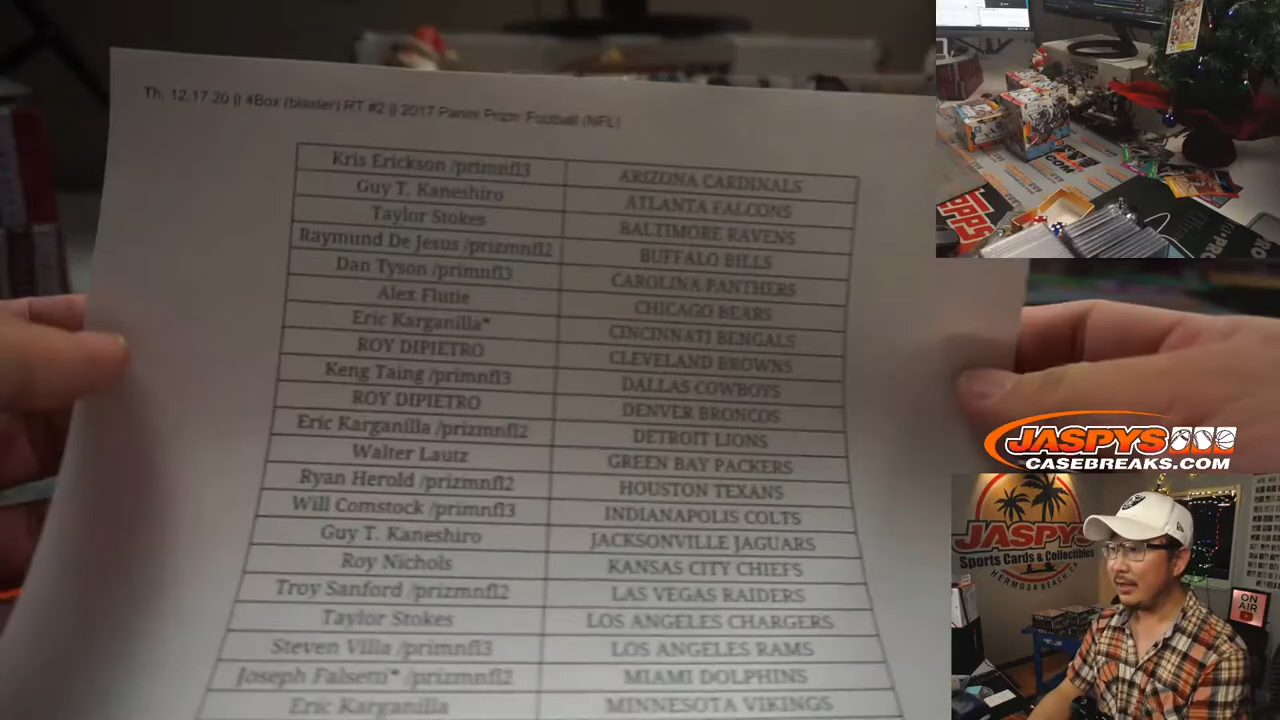 Th, 12.17.20 || 4Box (blaster) RT #2 || 2017 Panini Prizm Football (NFL)
Kris Erickson /primnfl3 ARIZONA CARDINALS
Guy T. Kaneshiro ATLANTA FALCONS
Taylor Stokes BALTIMORE RAVENS
Raymund De Jesus /prizmnfl2 BUFFALO BILLS
Dan Tyson /primnfl3 CAROLINA PANTHERS
Alex Flutie CHICAGO BEARS
Eric Karganilla* CINCINNATI BENGALS
ROY DIPIETRO CLEVELAND BROWNS
Keng Taing /primnfl3 DALLAS COWBOYS
ROY DIPIETRO DENVER BRONCOS
Eric Karganilla /prizmnfl2 DETROIT LIONS
Walter Lautz GREEN BAY PACKERS
Ryan Herold /prizmnfl2 HOUSTON TEXANS
Will Comstock /primnfl3 INDIANAPOLIS COLTS
Guy T. Kaneshiro JACKSONVILLE JAGUARS
Roy Nichols KANSAS CITY CHIEFS
Troy Sanford /prizmnfl2 LAS VEGAS RAIDERS
Taylor Stokes LOS ANGELES CHARGERS
Steven Villa /primnfl3 LOS ANGELES RAMS
Joseph Falsetti* /prizmnfl2 MIAMI DOLPHINS
Eric Karganilla MINNESOTA VIKINGS
TOPPS
.COM
JASPYS
CASEBREAKS.COM
JASPYS
Sports Cards & Collectibles
HERMOSA BEACH, CA
ON
AIR